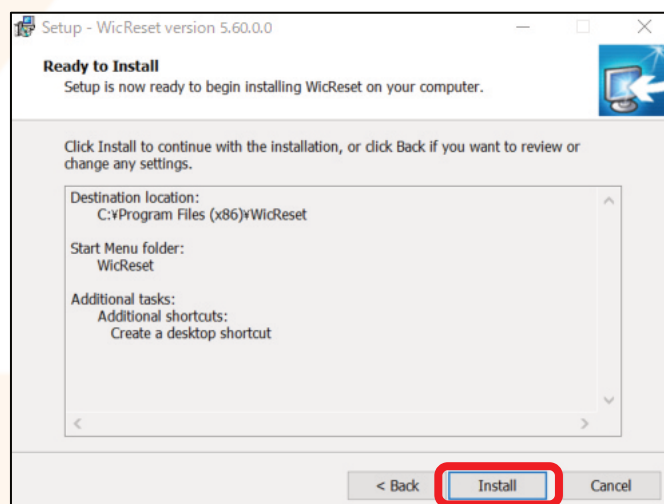 Setup - WicReset version 5.60.0.0
Ready to Install
Setup is now ready to begin installing WicReset on your computer.
Click Install to continue with the installation, or click Back if you want to review or
change any settings.
Destination location:
C:¥Program Files (x86)¥WicReset
Start Menu folder:
WicReset
Additional tasks:
Additional shortcuts:
Create a desktop shortcut
< Back
Install
Cancel